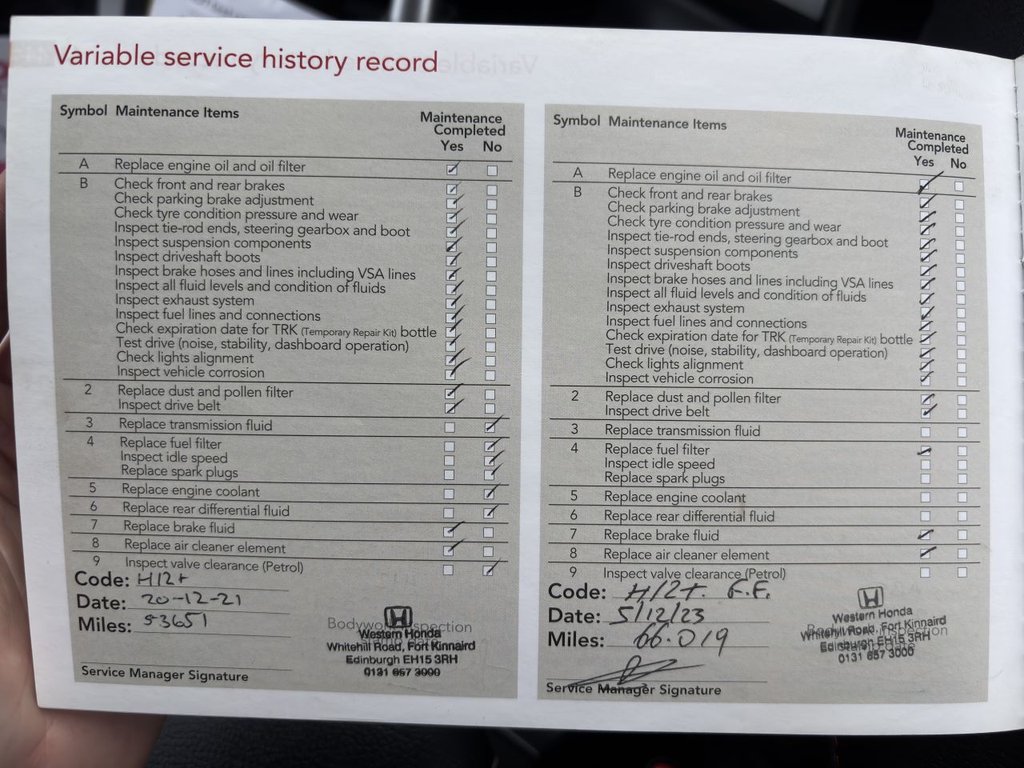 Variable service history record
Symbol Maintenance Items
Maintenance
Completed
Yes No
A Replace engine oil and oil filter
B Check front and rear brakes
Check parking brake adjustment
Check tyre condition pressure and wear
Inspect tie-rod ends, steering gearbox and boot
Inspect suspension components
Inspect driveshaft boots
Inspect brake hoses and lines including VSA lines
Inspect all fluid levels and condition of fluids
Inspect exhaust system
Inspect fuel lines and connections
Check expiration date for TRK (Temporary Repair Kit) bottle
Test drive (noise, stability, dashboard operation)
Check lights alignment
Inspect vehicle corrosion
2 Replace dust and pollen filter
Inspect drive belt
3 Replace transmission fluid
4 Replace fuel filter
Inspect idle speed
Replace spark plugs
5 Replace engine coolant
6 Replace rear differential fluid
7 Replace brake fluid
8 Replace air cleaner element
9 Inspect valve clearance (Petrol)
Code: H12+
Date: 20-12-21
Miles: 53651
Bodywork Inspection
Western Honda
Whitehill Road, Fort Kinnaird
Edinburgh EH15 3RH
0131 657 3000
Service Manager Signature
Symbol Maintenance Items
Maintenance
Completed
Yes No
A Replace engine oil and oil filter
B Check front and rear brakes
Check parking brake adjustment
Check tyre condition pressure and wear
Inspect tie-rod ends, steering gearbox and boot
Inspect suspension components
Inspect driveshaft boots
Inspect brake hoses and lines including VSA lines
Inspect all fluid levels and condition of fluids
Inspect exhaust system
Inspect fuel lines and connections
Check expiration date for TRK (Temporary Repair Kit) bottle
Test drive (noise, stability, dashboard operation)
Check lights alignment
Inspect vehicle corrosion
2 Replace dust and pollen filter
Inspect drive belt
3 Replace transmission fluid
4 Replace fuel filter
Inspect idle speed
Replace spark plugs
5 Replace engine coolant
6 Replace rear differential fluid
7 Replace brake fluid
8 Replace air cleaner element
9 Inspect valve clearance (Petrol)
Code: H/2+. F.F.
Date: 5/12/23
Miles: 66.019
Western Honda
Whitehill Road, Fort Kinnaird
Edinburgh EH15 3RH
0131 657 3000
Service Manager Signature